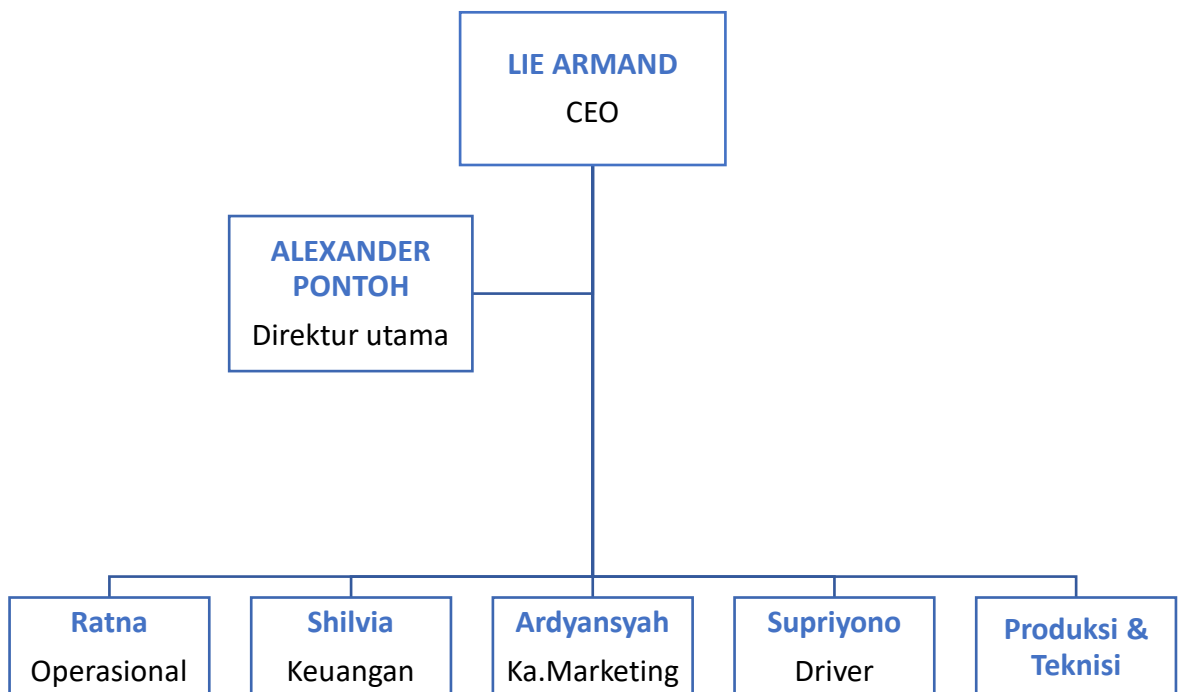 LIE ARMAND
CEO
ALEXANDER
PONTOH
Direktur utama
Ratna
Operasional
Shilvia
Keuangan
Ardyansyah
Ka.Marketing
Supriyono
Driver
Produksi &
Teknisi